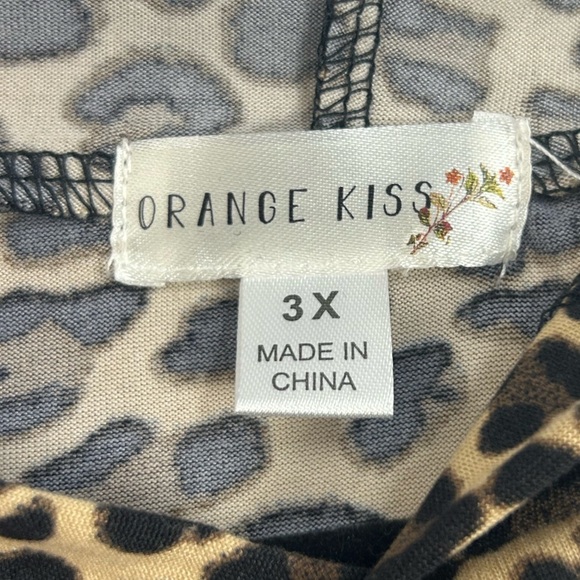 ORANGE KISS
3X
MADE IN
CHINA